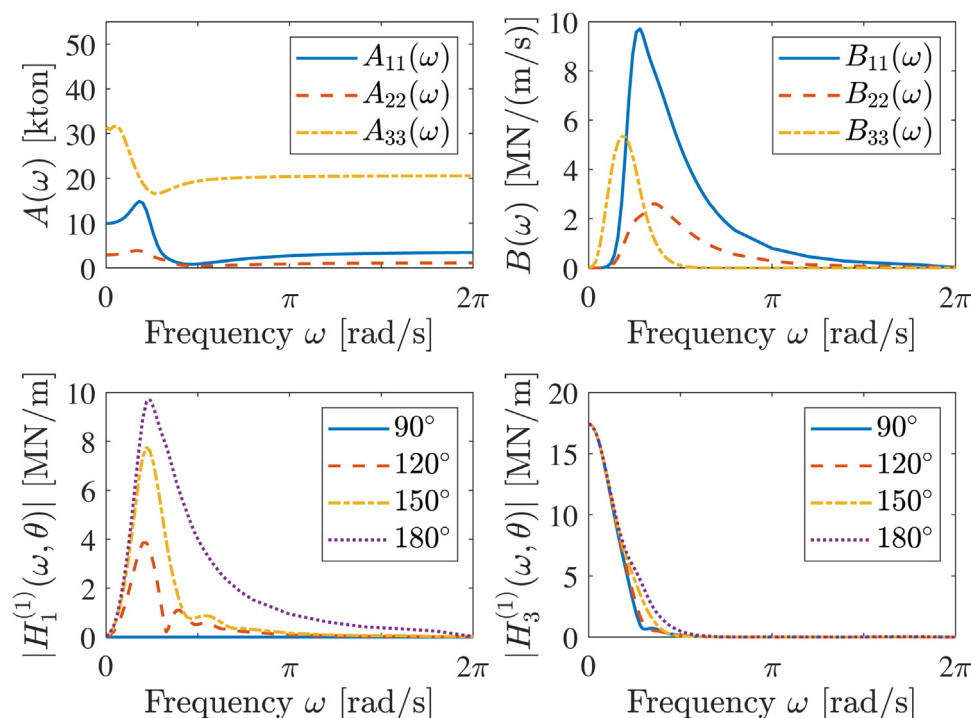 A(ω) [kton]
50
40
30
20
10
0
A₁₁(ω)
A₂₂(ω)
A₃₃(ω)
0 π 2π
Frequency ω [rad/s]
B(ω) [MN/(m/s)]
10
8
6
4
2
0
B₁₁(ω)
B₂₂(ω)
B₃₃(ω)
0 π 2π
Frequency ω [rad/s]
|H₁⁽¹⁾(ω, θ)| [MN/m]
10
8
6
4
2
0
90°
120°
150°
180°
0 π 2π
Frequency ω [rad/s]
|H₃⁽¹⁾(ω, θ)| [MN/m]
20
15
10
5
0
90°
120°
150°
180°
0 π 2π
Frequency ω [rad/s]